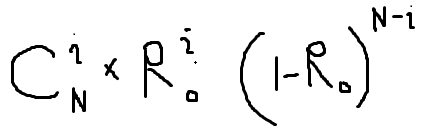 C_N^i × R_0^i (1-R_0)^{N-i}